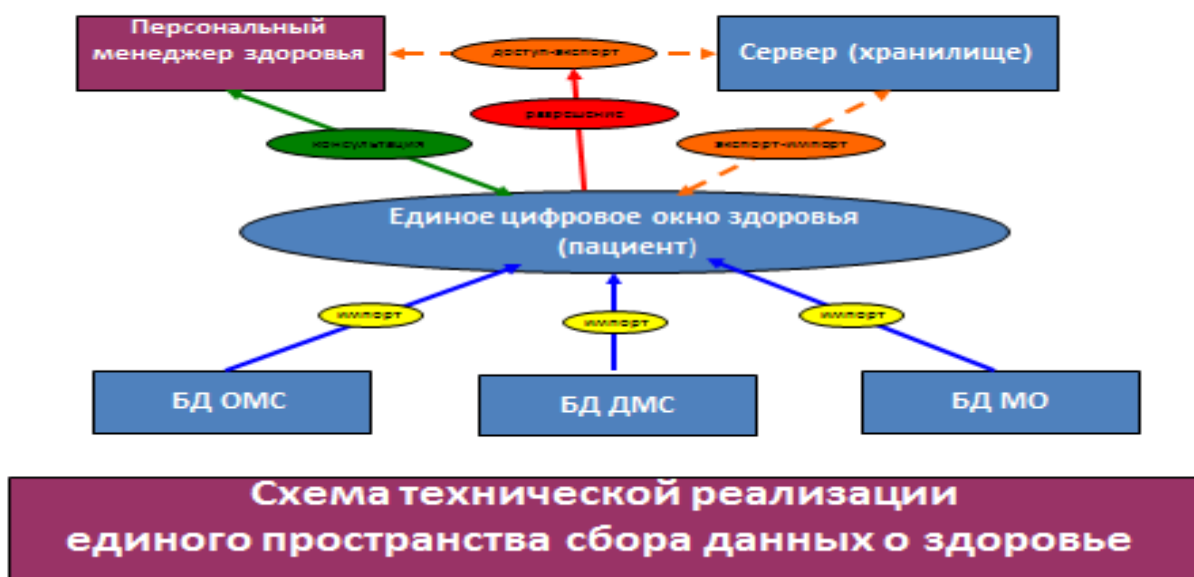 Персональный
менеджер здоровья
доступ-экспорт
Сервер (хранилище)
разрешение
консультация
экспорт-импорт
Единое цифровое окно здоровья
(пациент)
импорт
импорт
импорт
БД ОМС
БД ДМС
БД МО
Схема технической реализации
единого пространства сбора данных о здоровье